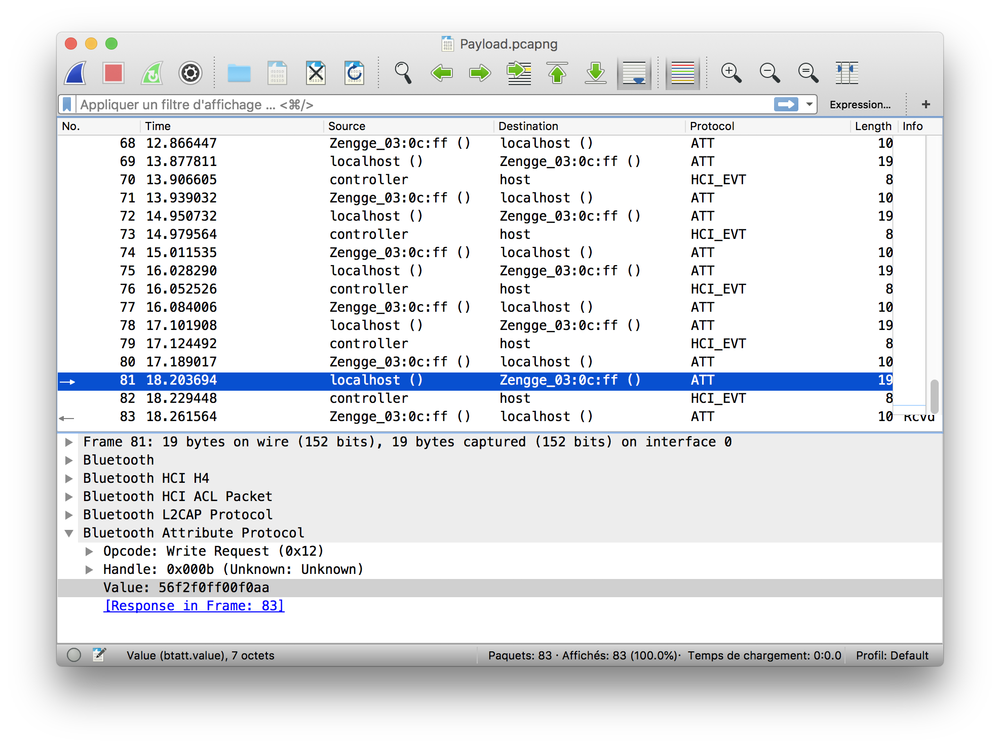 Payload.pcapng
Appliquer un filtre d'affichage ... <⌘/>
Expression...
+
No. Time Source Destination Protocol Length Info
68 12.866447 Zengge_03:0c:ff () localhost () ATT 10
69 13.877811 localhost () Zengge_03:0c:ff () ATT 19
70 13.906605 controller host HCI_EVT 8
71 13.939032 Zengge_03:0c:ff () localhost () ATT 10
72 14.950732 localhost () Zengge_03:0c:ff () ATT 19
73 14.979564 controller host HCI_EVT 8
74 15.011535 Zengge_03:0c:ff () localhost () ATT 10
75 16.028290 localhost () Zengge_03:0c:ff () ATT 19
76 16.052526 controller host HCI_EVT 8
77 16.084006 Zengge_03:0c:ff () localhost () ATT 10
78 17.101908 localhost () Zengge_03:0c:ff () ATT 19
79 17.124492 controller host HCI_EVT 8
80 17.189017 Zengge_03:0c:ff () localhost () ATT 10
81 18.203694 localhost () Zengge_03:0c:ff () ATT 19
82 18.229448 controller host HCI_EVT 8
83 18.261564 Zengge_03:0c:ff () localhost () ATT 10 Rcvd
Frame 81: 19 bytes on wire (152 bits), 19 bytes captured (152 bits) on interface 0
Bluetooth
Bluetooth HCI H4
Bluetooth HCI ACL Packet
Bluetooth L2CAP Protocol
Bluetooth Attribute Protocol
Opcode: Write Request (0x12)
Handle: 0x000b (Unknown: Unknown)
Value: 56f2f0ff00f0aa
[Response in Frame: 83]
Value (btatt.value), 7 octets
Paquets: 83 · Affichés: 83 (100.0%)· Temps de chargement: 0:0.0
Profil: Default